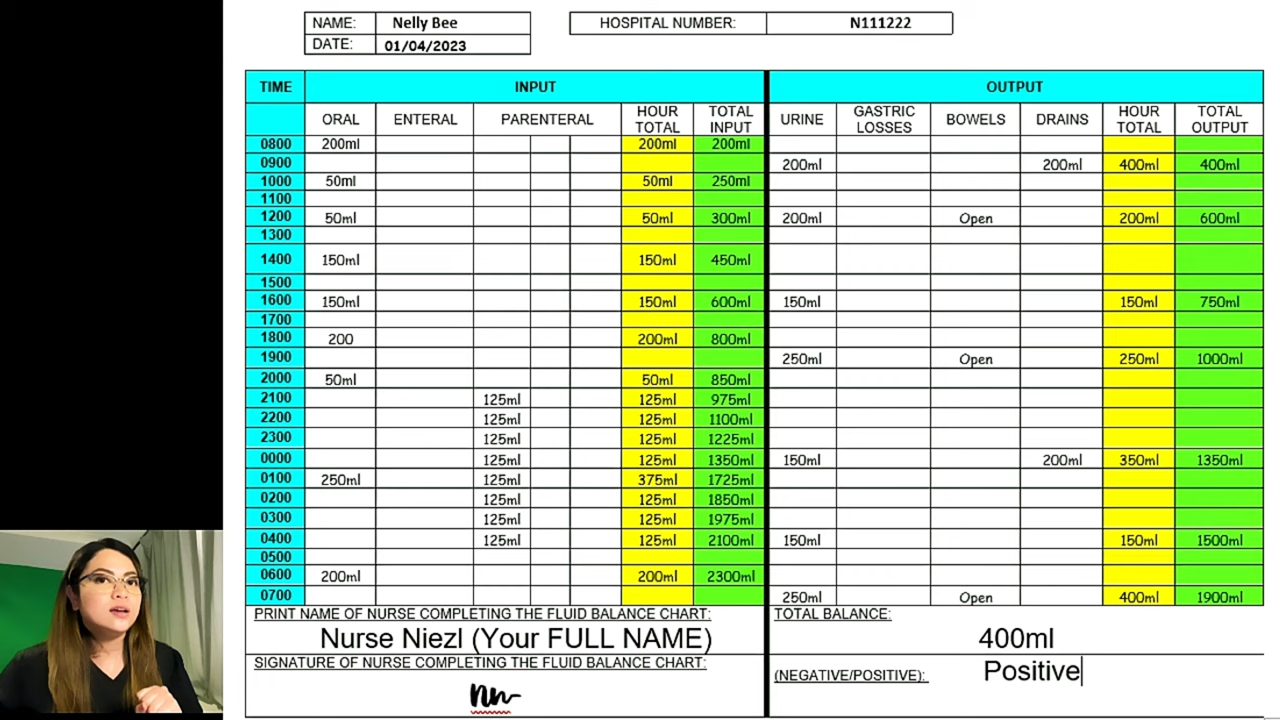 NAME: Nelly Bee HOSPITAL NUMBER: N111222
DATE: 01/04/2023
TIME INPUT OUTPUT
ORAL ENTERAL PARENTERAL HOUR TOTAL TOTAL INPUT URINE GASTRIC LOSSES BOWELS DRAINS HOUR TOTAL TOTAL OUTPUT
0800 200ml 200ml 200ml
0900 200ml 200ml 400ml 400ml
1000 50ml 50ml 250ml
1100
1200 50ml 50ml 300ml 200ml Open 200ml 600ml
1300
1400 150ml 150ml 450ml
1500
1600 150ml 150ml 600ml 150ml 150ml 750ml
1700
1800 200 200ml 800ml
1900 250ml Open 250ml 1000ml
2000 50ml 50ml 850ml
2100 125ml 125ml 975ml
2200 125ml 125ml 1100ml
2300 125ml 125ml 1225ml
0000 125ml 125ml 1350ml 150ml 200ml 350ml 1350ml
0100 250ml 125ml 375ml 1725ml
0200 125ml 125ml 1850ml
0300 125ml 125ml 1975ml
0400 125ml 125ml 2100ml 150ml 150ml 1500ml
0500
0600 200ml 200ml 2300ml
0700 250ml Open 400ml 1900ml
PRINT NAME OF NURSE COMPLETING THE FLUID BALANCE CHART: TOTAL BALANCE:
Nurse Niezl (Your FULL NAME) 400ml
SIGNATURE OF NURSE COMPLETING THE FLUID BALANCE CHART: (NEGATIVE/POSITIVE): Positive